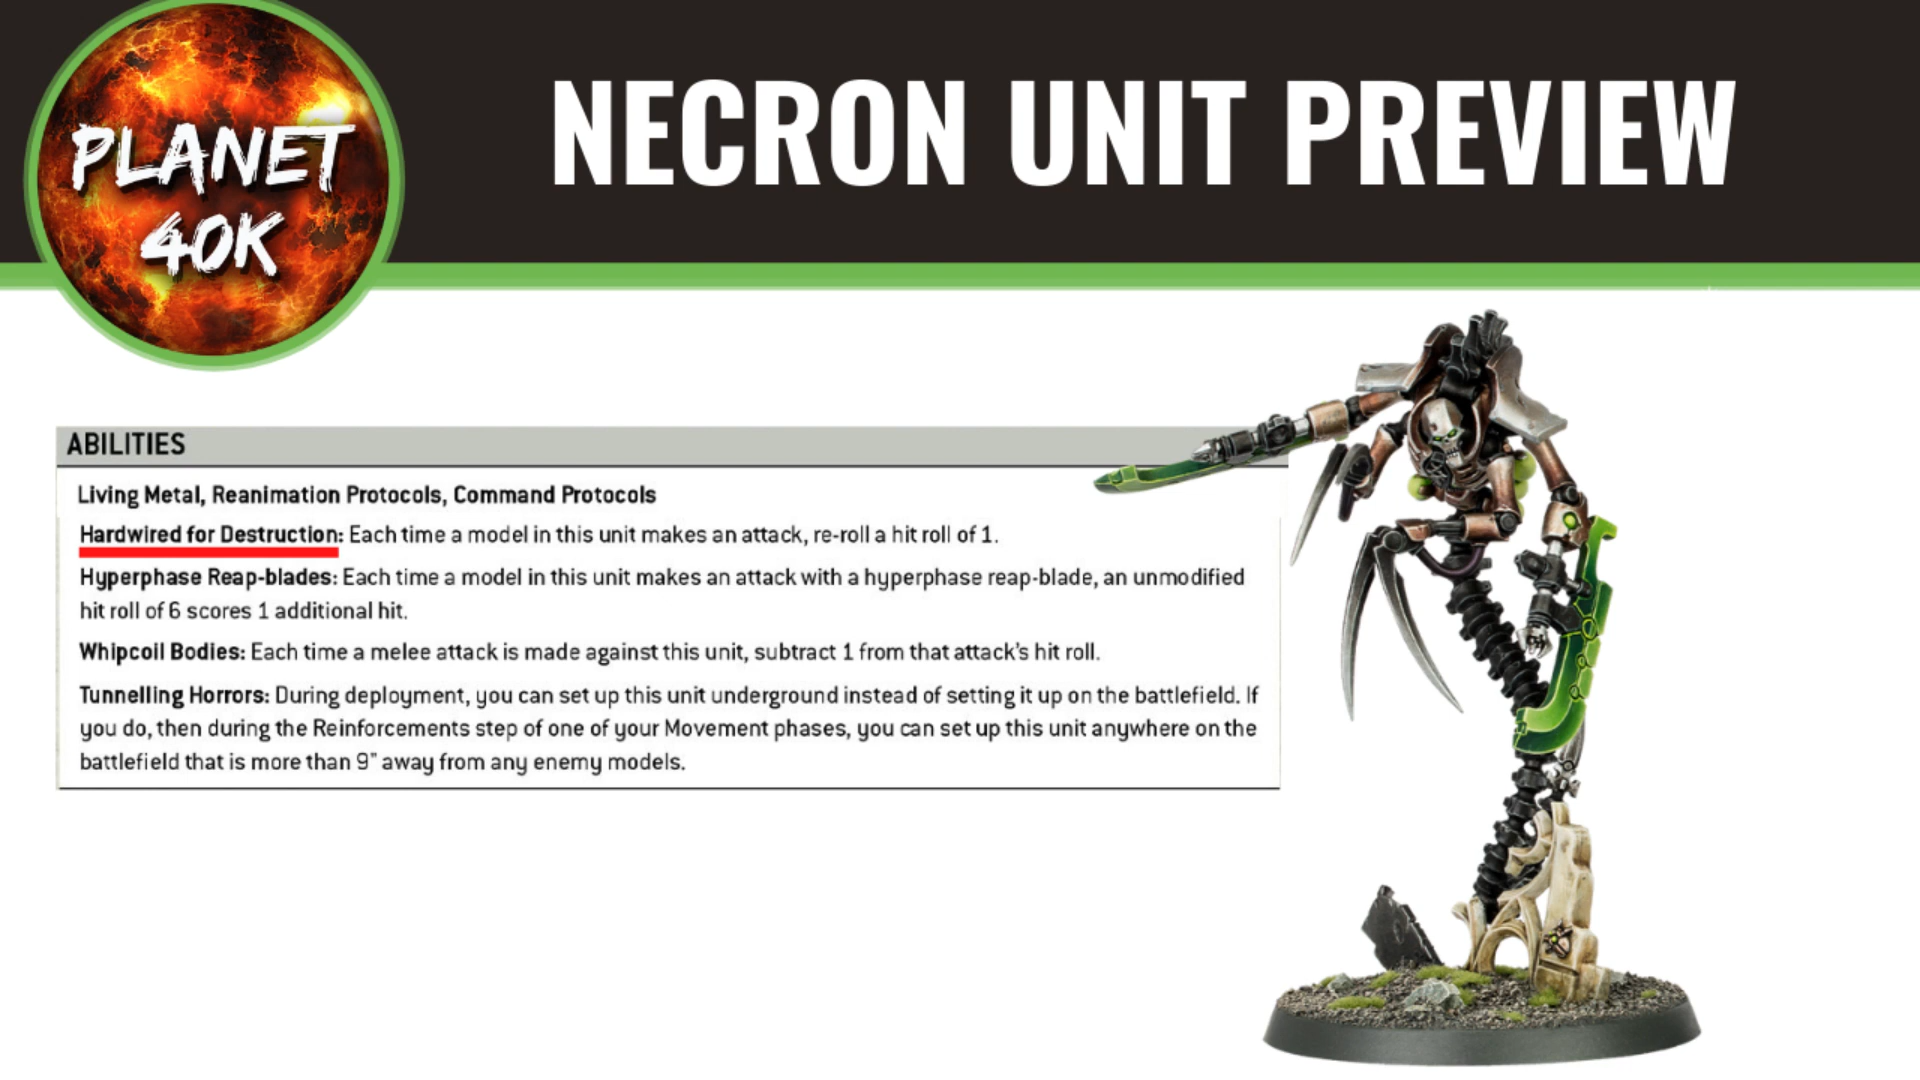 PLANET
40K
NECRON UNIT PREVIEW
ABILITIES
Living Metal, Reanimation Protocols, Command Protocols
Hardwired for Destruction: Each time a model in this unit makes an attack, re-roll a hit roll of 1.
Hyperphase Reap-blades: Each time a model in this unit makes an attack with a hyperphase reap-blade, an unmodified
hit roll of 6 scores 1 additional hit.
Whipcoil Bodies: Each time a melee attack is made against this unit, subtract 1 from that attack's hit roll.
Tunnelling Horrors: During deployment, you can set up this unit underground instead of setting it up on the battlefield. If
you do, then during the Reinforcements step of one of your Movement phases, you can set up this unit anywhere on the
battlefield that is more than 9" away from any enemy models.